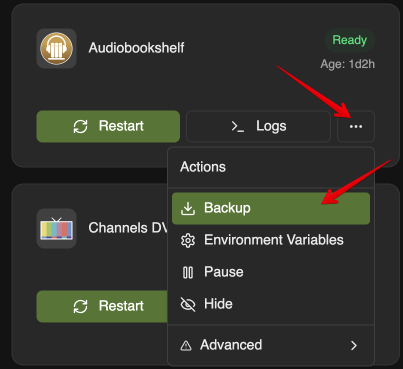 Audiobookshelf
Ready
Age: 1d2h
Restart
Logs
Actions
Backup
Environment Variables
Pause
Hide
Advanced
Channels DV
Restart